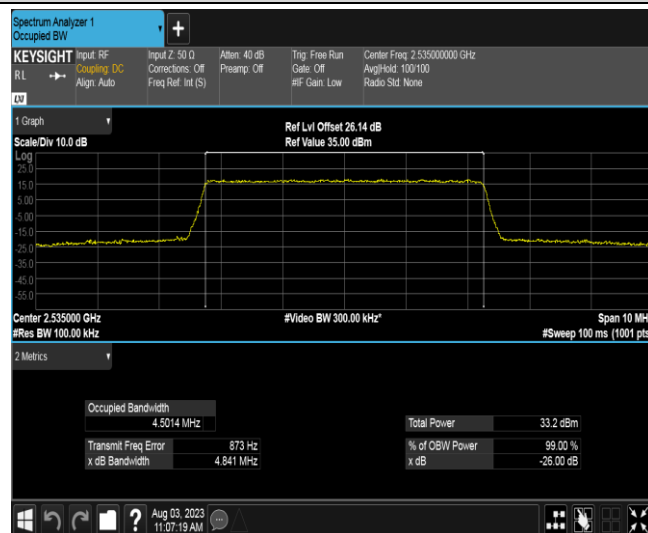 Spectrum Analyzer 1
Occupied BW
+
KEYSIGHT
RL
LXI
Input: RF
Coupling: DC
Align: Auto
Input Z: 50 Ω
Corrections: Off
Freq Ref: Int (S)
Atten: 40 dB
Preamp: Off
Trig: Free Run
Gate: Off
#IF Gain: Low
Center Freq: 2.535000000 GHz
Avg|Hold: 100/100
Radio Std: None
1 Graph
Scale/Div 10.0 dB
Ref Lvl Offset 26.14 dB
Ref Value 35.00 dBm
Log
25.0
15.0
5.00
-5.00
-15.0
-25.0
-35.0
-45.0
-55.0
Center 2.535000 GHz
#Res BW 100.00 kHz
#Video BW 300.00 kHz*
Span 10 MH
#Sweep 100 ms (1001 pts
2 Metrics
Occupied Bandwidth
4.5014 MHz
Transmit Freq Error 873 Hz
x dB Bandwidth 4.841 MHz
Total Power 33.2 dBm
% of OBW Power 99.00 %
x dB -26.00 dB
?
Aug 03, 2023
11:07:19 AM